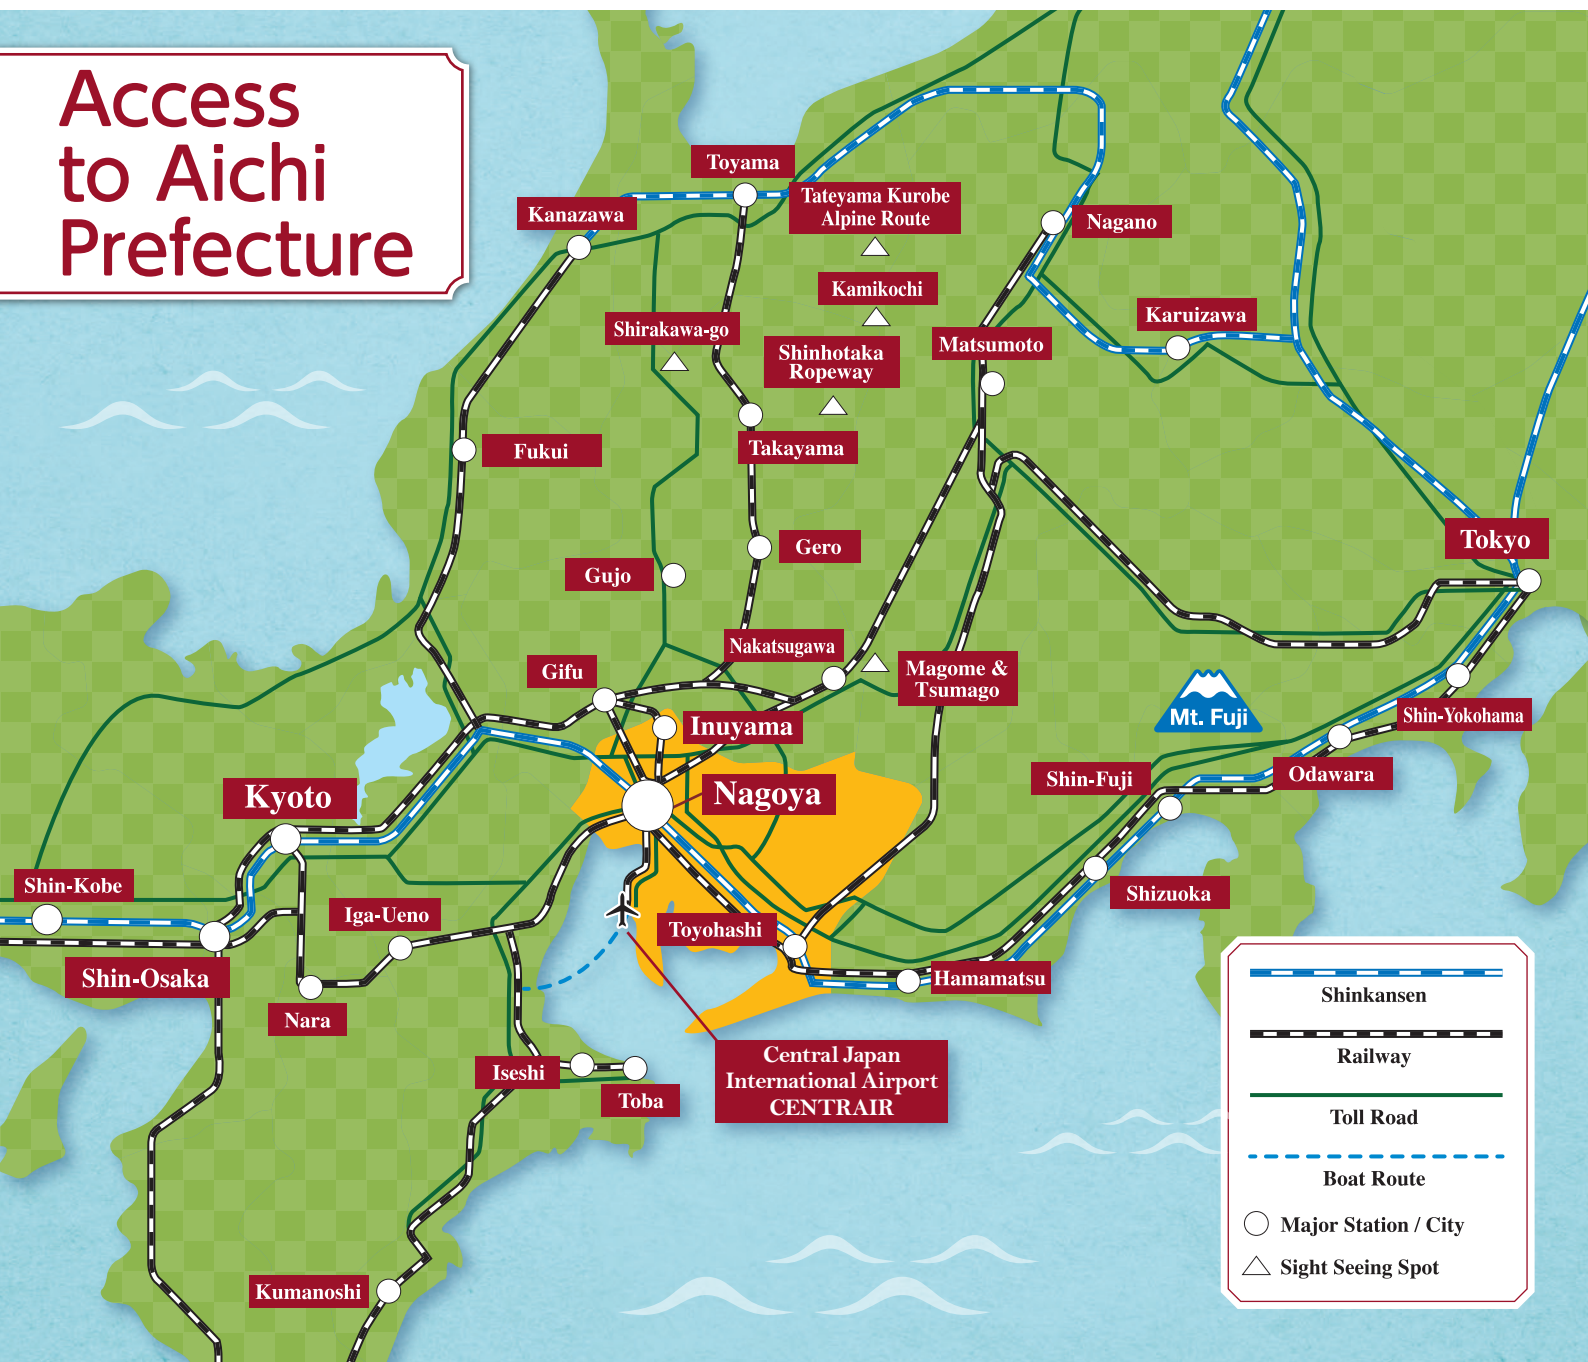 Access
to Aichi
Prefecture
Toyama
Tateyama Kurobe
Alpine Route
Kanazawa
Nagano
Kamikochi
Karuizawa
Shirakawa-go
Matsumoto
Shinhotaka
Ropeway
Fukui
Takayama
Tokyo
Gero
Gujo
Nakatsugawa
Gifu
Magome &
Tsumago
Mt. Fuji
Shin-Yokohama
Inuyama
Odawara
Shin-Fuji
Kyoto
Nagoya
Shin-Kobe
Shizuoka
Iga-Ueno
Toyohashi
Shin-Osaka
Hamamatsu
Nara
Iseshi
Toba
Central Japan
International Airport
CENTRAIR
Kumanoshi
Shinkansen
Railway
Toll Road
Boat Route
Major Station / City
Sight Seeing Spot